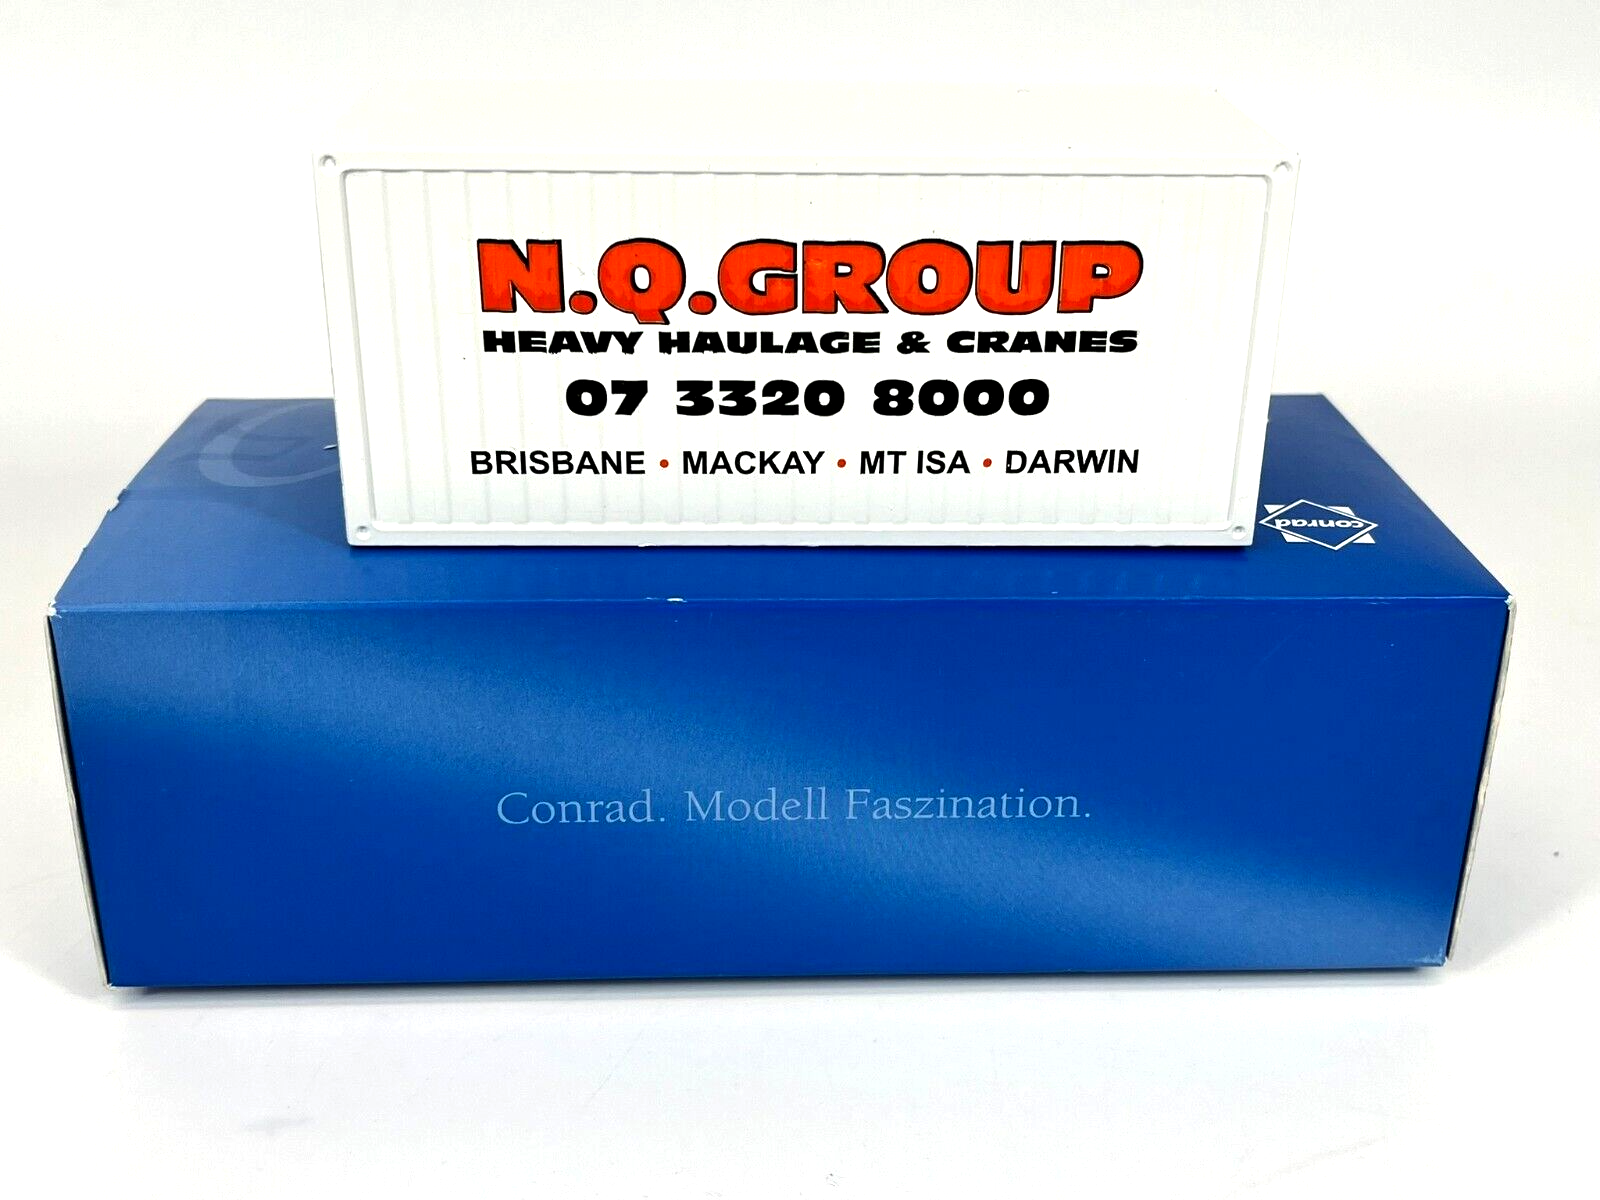 N.Q.GROUP
HEAVY HAULAGE & CRANES
07 3320 8000
BRISBANE • MACKAY • MT ISA • DARWIN
conrad
Conrad. Modell Faszination.